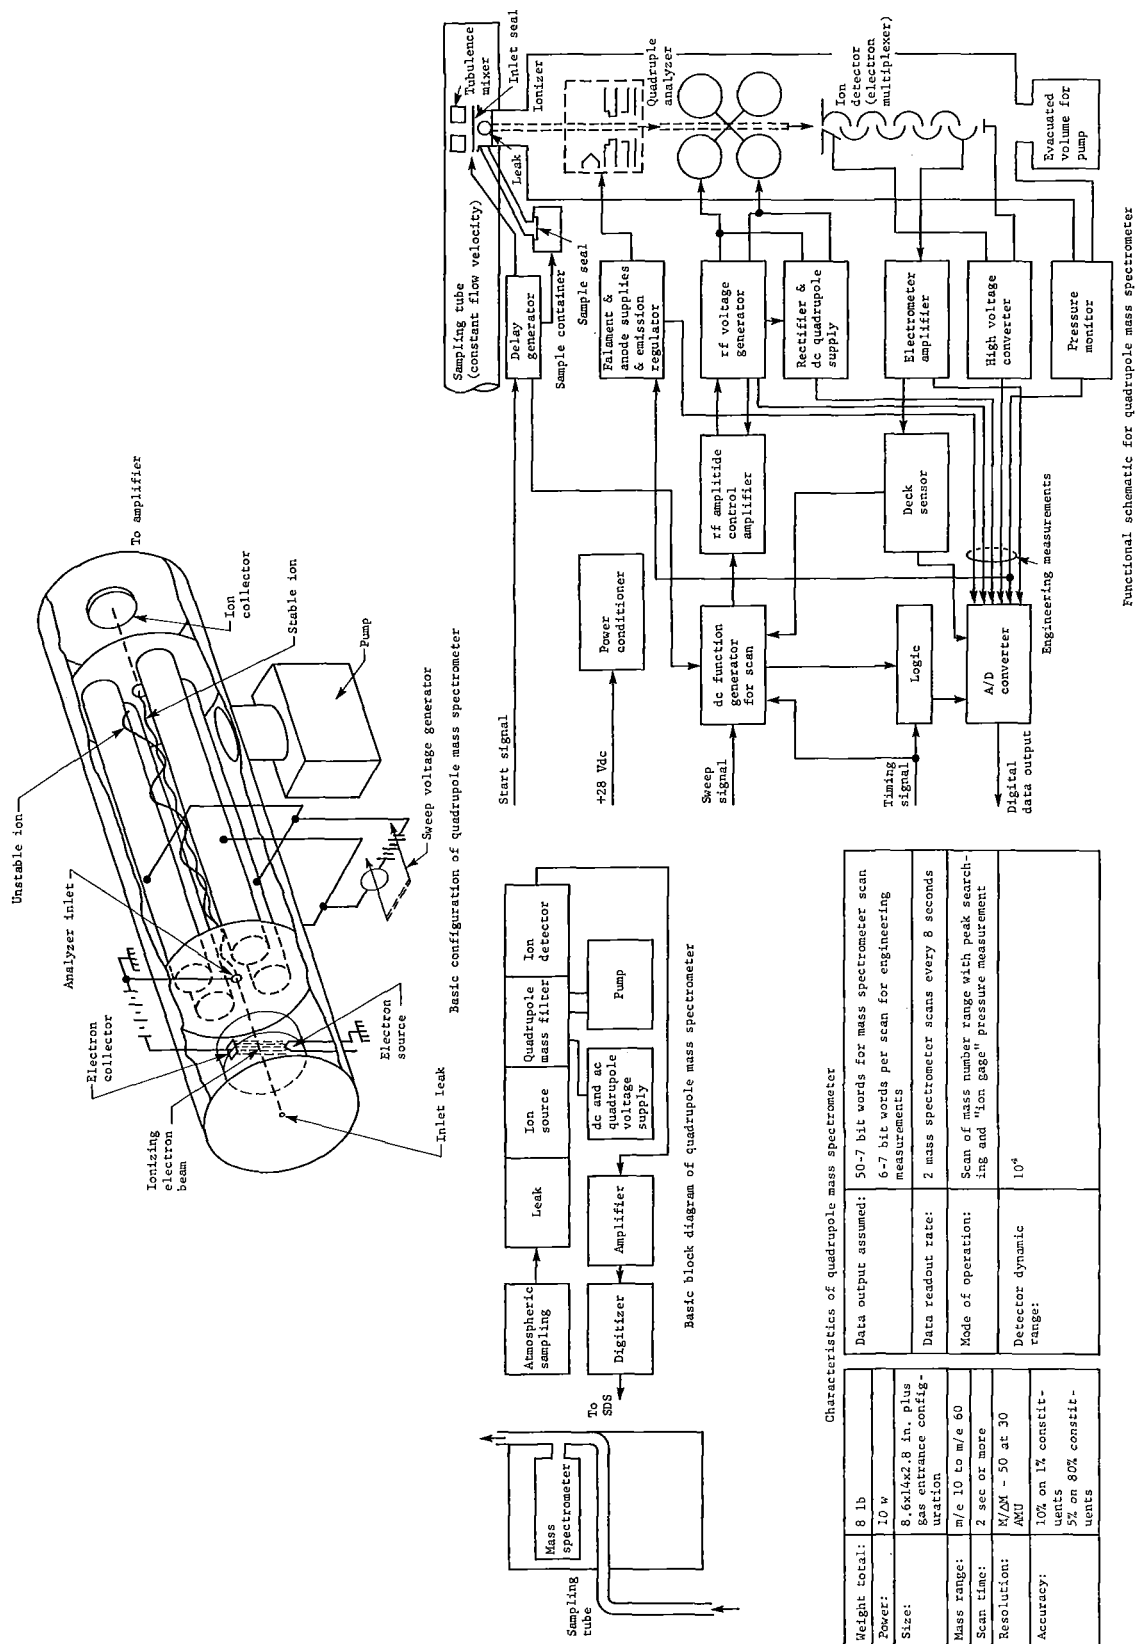 Unstable ion
Analyzer inlet
Electron
collector
Ionizing
electron
beam
Inlet leak
Electron
source
Sweep voltage generator
Pump
Stable ion
Ion
collector
To amplifier
Basic configuration of quadrupole mass spectrometer
Sampling
tube
Mass
spectrometer
Atmospheric
sampling
Leak
Ion
source
Quadrupole
mass filter
Ion
detector
To
SDS
Digitizer
Amplifier
dc and ac
quadrupole
voltage
supply
Pump
Basic block diagram of quadrupole mass spectrometer
Start signal
+28 Vdc
Sweep
signal
Timing
signal
Digital
data output
Power
conditioner
dc function
generator
for scan
Logic
A/D
converter
rf amplitide
control
amplifier
Deck
sensor
Engineering measurements
Sampling tube
(constant flow velocity)
Delay
generator
Sample container
Sample seal
Falament &
anode supplies
& emission
regulator
rf voltage
generator
Rectifier &
dc quadrupole
supply
Electrometer
amplifier
High voltage
converter
Pressure
monitor
Tubulence
mixer
Inlet seal
Ionizer
Leak
Quadruple
analyzer
Ion
detector
(electron
multiplexer)
Evacuated
volume for
pump
Functional schematic for quadrupole mass spectrometer
Characteristics of quadrupole mass spectrometer
Weight total: 8 lb
Power: 10 w
Size: 8.6x14x2.8 in. plus
gas entrance config-
uration
Mass range: m/e 10 to m/e 60
Scan time: 2 sec or more
Resolution: M/ΔM - 50 at 30
AMU
Accuracy: 10% on 1% constit-
uents
5% on 80% constit-
uents
Data output assumed: 50-7 bit words for mass spectrometer scan
6-7 bit words per scan for engineering
measurements
Data readout rate: 2 mass spectrometer scans every 8 seconds
Mode of operation: Scan of mass number range with peak search-
ing and "ion gage" pressure measurement
Detector dynamic
range: